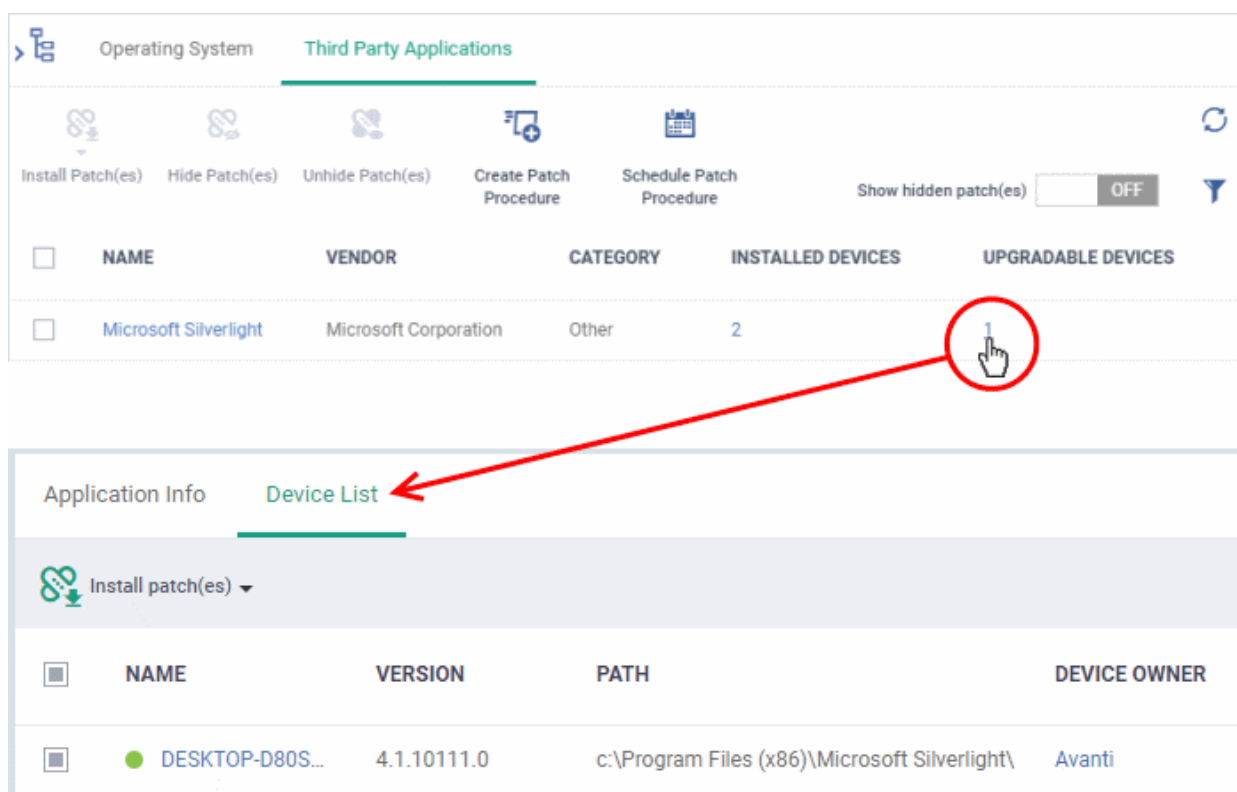 Operating System Third Party Applications
Install Patch(es) Hide Patch(es) Unhide Patch(es) Create Patch Procedure Schedule Patch Procedure
Show hidden patch(es) OFF
NAME VENDOR CATEGORY INSTALLED DEVICES UPGRADABLE DEVICES
Microsoft Silverlight Microsoft Corporation Other 2 1
Application Info Device List
Install patch(es)
NAME VERSION PATH DEVICE OWNER
DESKTOP-D80S... 4.1.10111.0 c:\Program Files (x86)\Microsoft Silverlight\ Avanti